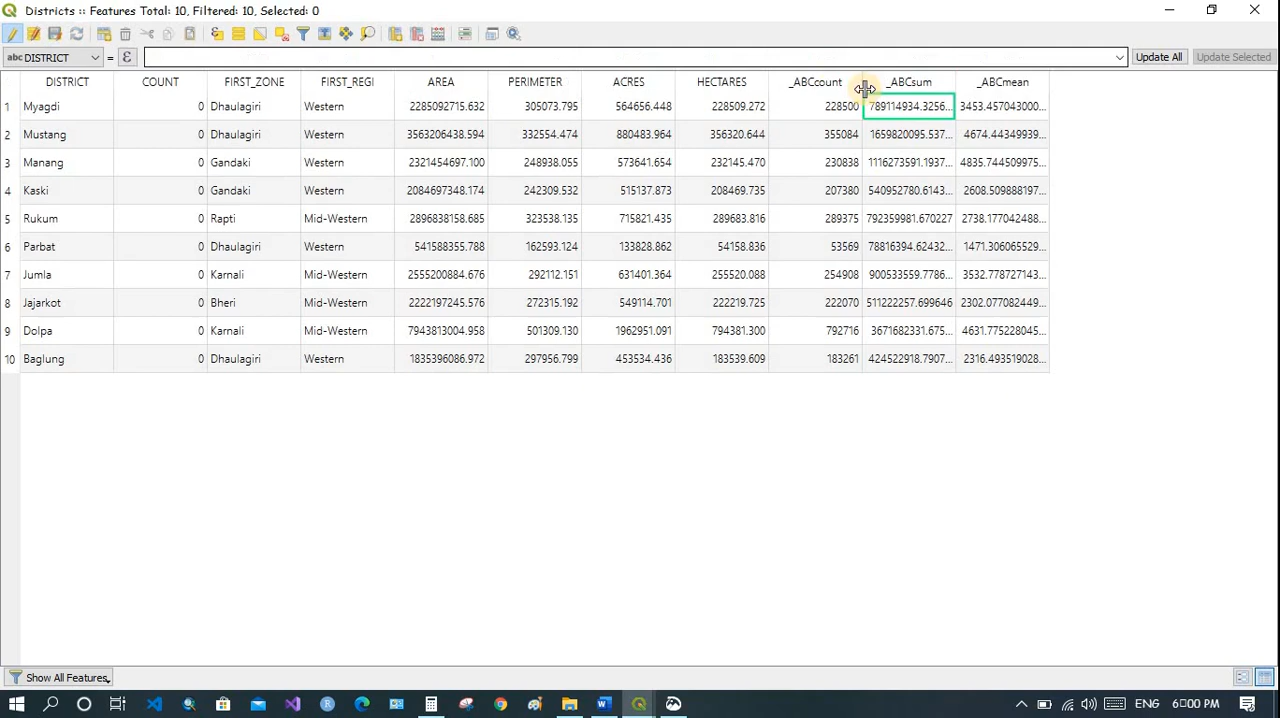 Districts :: Features Total: 10, Filtered: 10, Selected: 0
abc DISTRICT = ε Update All Update Selected
DISTRICT COUNT FIRST_ZONE FIRST_REGI AREA PERIMETER ACRES HECTARES _ABCcount _ABCsum _ABCmean
1 Myagdi 0 Dhaulagiri Western 2285092715.632 305073.795 564656.448 228509.272 228500 789114934.3256... 3453.457043000...
2 Mustang 0 Dhaulagiri Western 3563206438.594 332554.474 880483.964 356320.644 355084 1659820095.537... 4674.44349939...
3 Manang 0 Gandaki Western 2321454697.100 248938.055 573641.654 232145.470 230838 1116273591.1937... 4835.744509975...
4 Kaski 0 Gandaki Western 2084697348.174 242309.532 515137.873 208469.735 207380 540952780.6143... 2608.509888197...
5 Rukum 0 Rapti Mid-Western 2896838158.685 323538.135 715821.435 289683.816 289375 792359981.670227 2738.177042488...
6 Parbat 0 Dhaulagiri Western 541588355.788 162593.124 133828.862 54158.836 53569 78816394.62432... 1471.306065529...
7 Jumla 0 Karnali Mid-Western 2555200884.676 292112.151 631401.364 255520.088 254908 900533559.7786... 3532.778727143...
8 Jajarkot 0 Bheri Mid-Western 2222197245.576 272315.192 549114.701 222219.725 222070 511222257.699646 2302.077082449...
9 Dolpa 0 Karnali Mid-Western 7943813004.958 501309.130 1962951.091 794381.300 792716 3671682331.675... 4631.775228045...
10 Baglung 0 Dhaulagiri Western 1835396086.972 297956.799 453534.436 183539.609 183261 424522918.7907... 2316.493519028...
Show All Features
ENG 6:00 PM